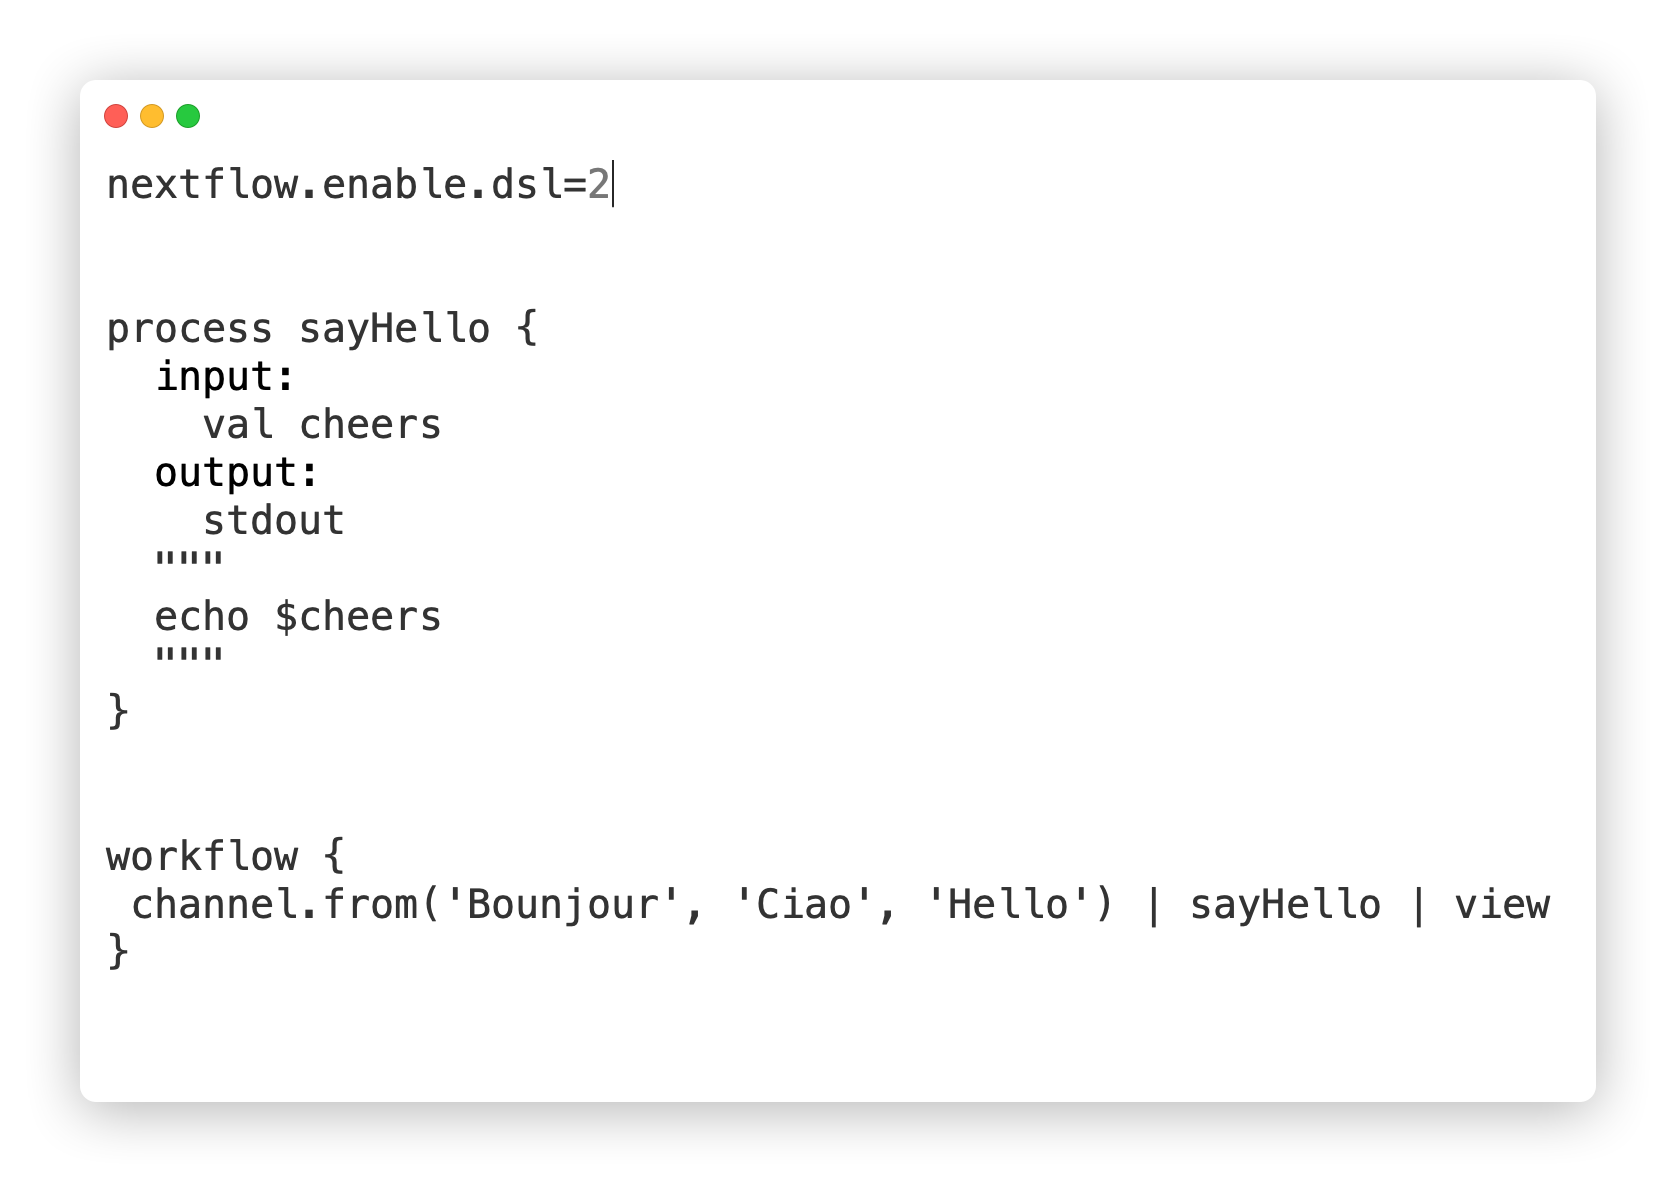 nextflow.enable.dsl=2
process sayHello {
  input:
    val cheers
  output:
    stdout
  """
  echo $cheers
  """
}
workflow {
 channel.from('Bounjour', 'Ciao', 'Hello') | sayHello | view
}